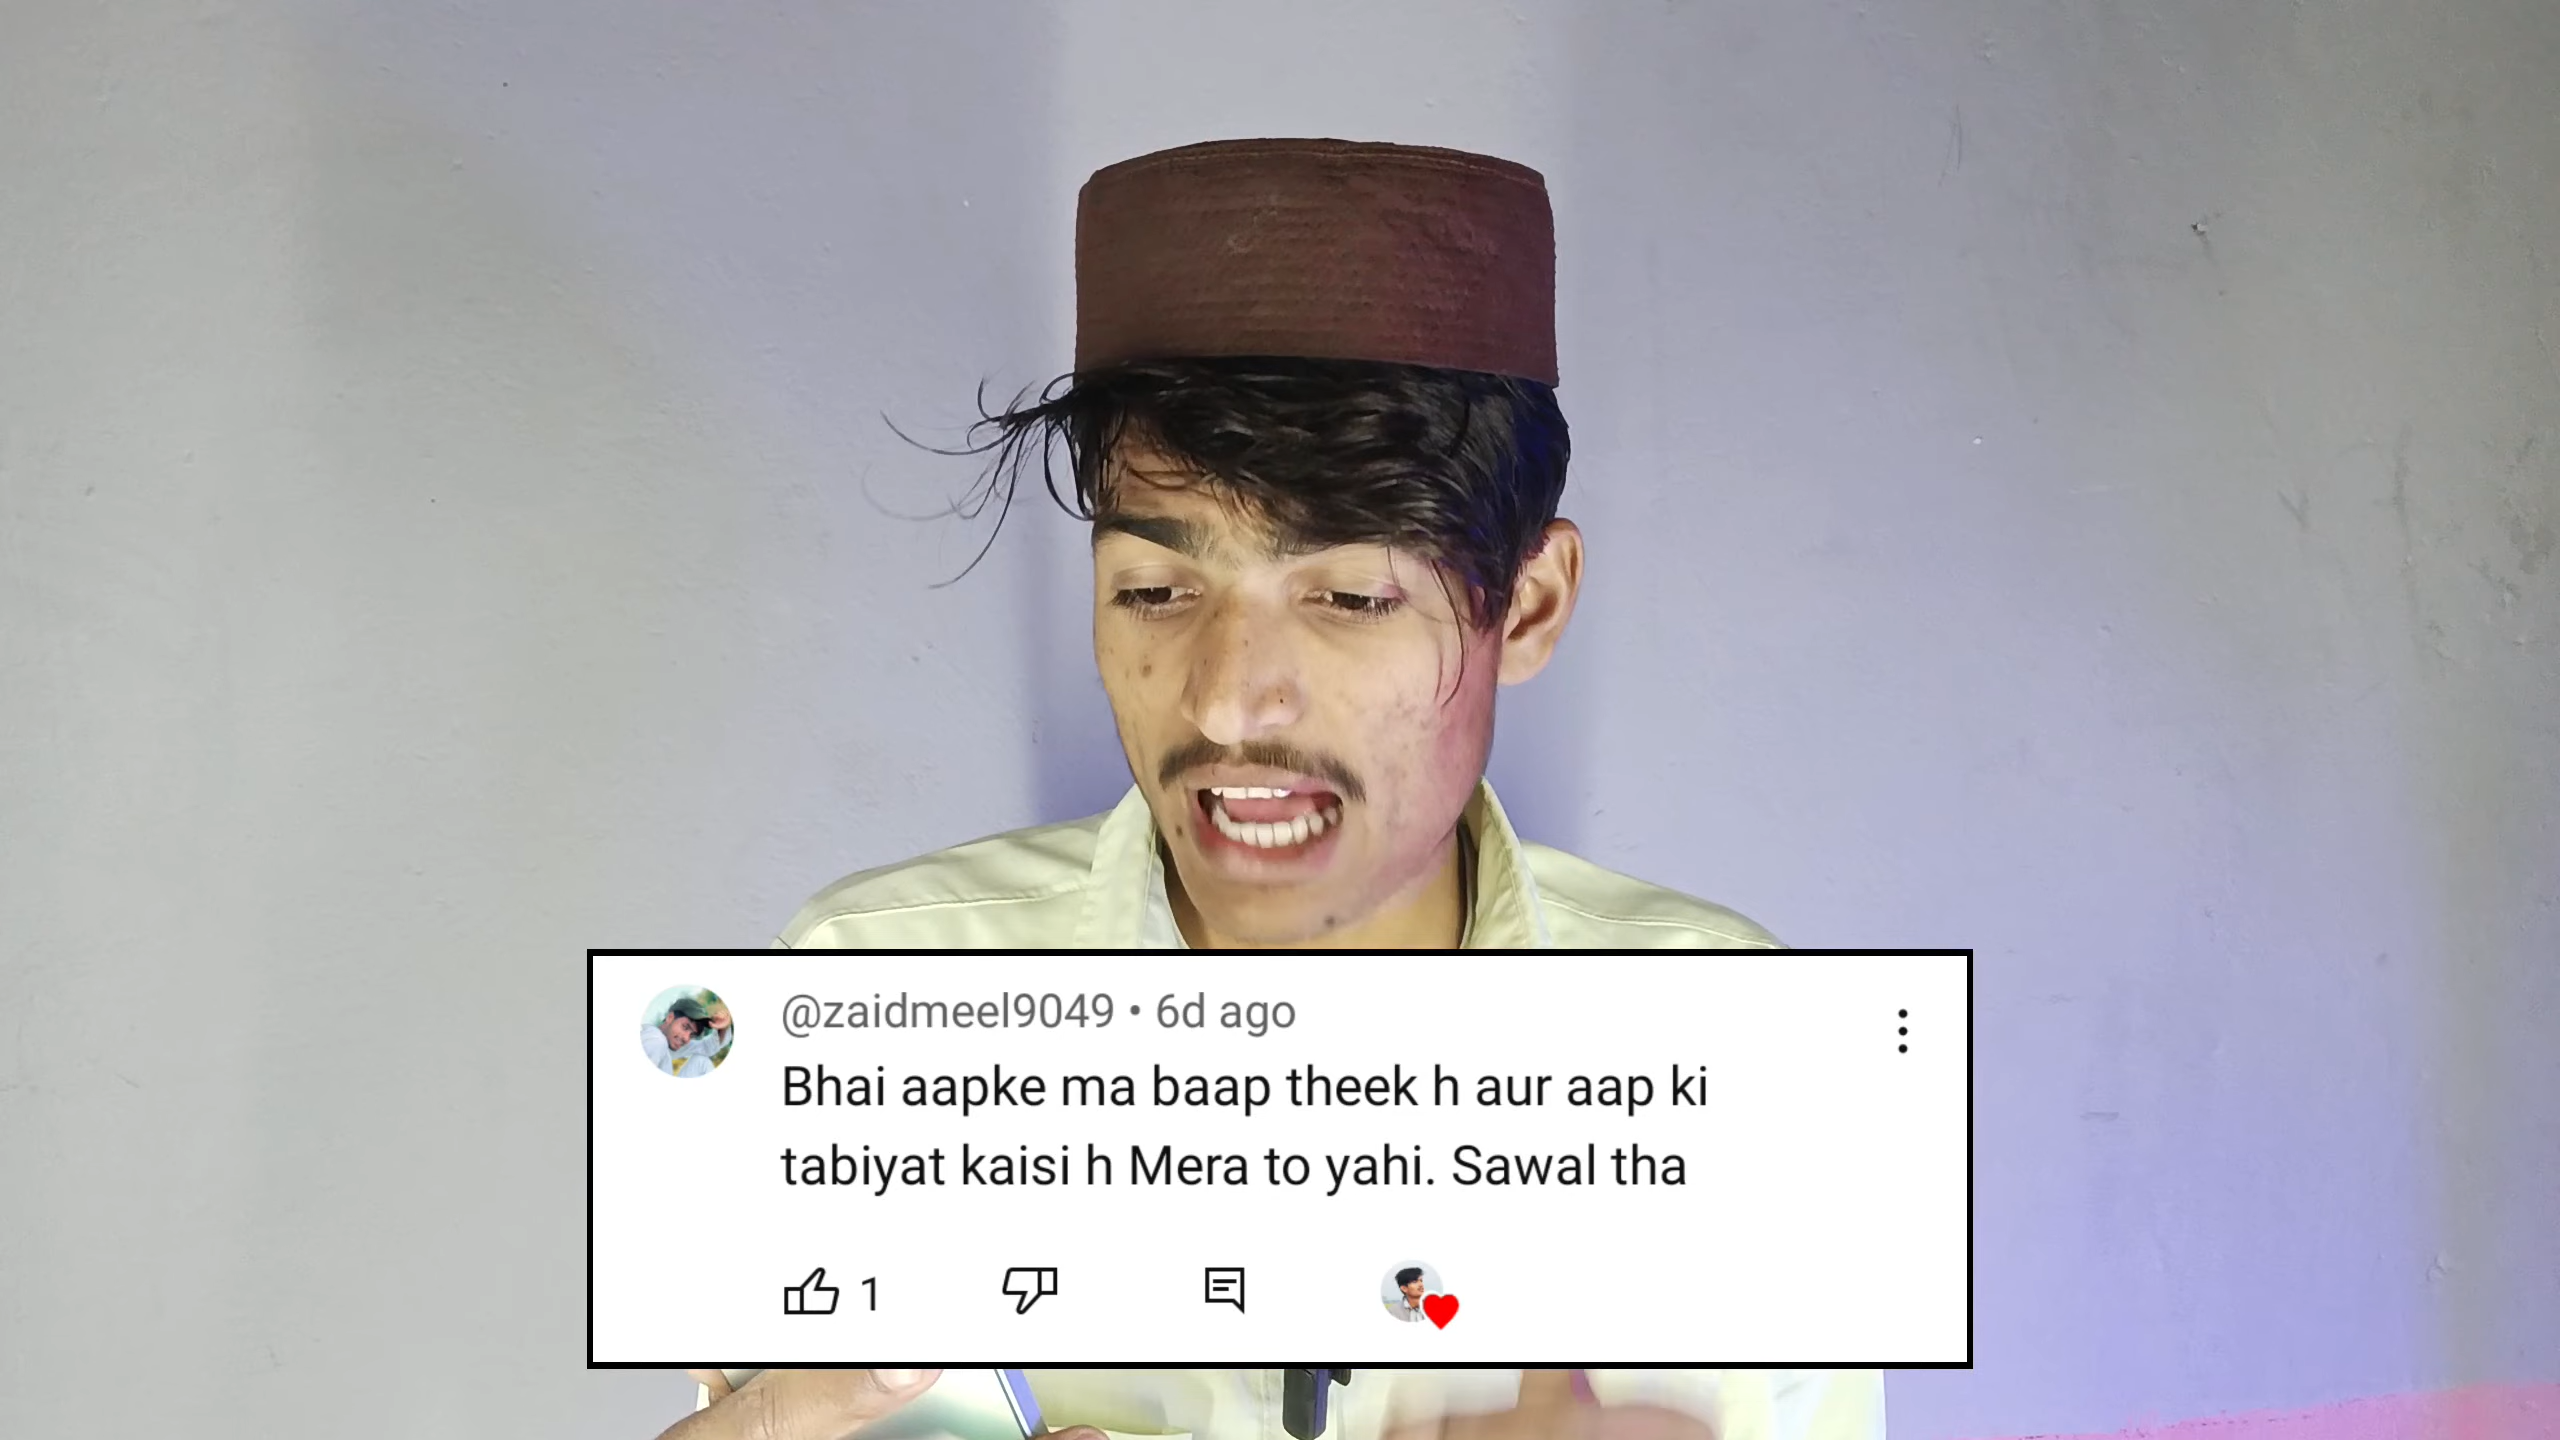 @zaidmeel9049 • 6d ago
Bhai aapke ma baap theek h aur aap ki
tabiyat kaisi h Mera to yahi. Sawal tha
1